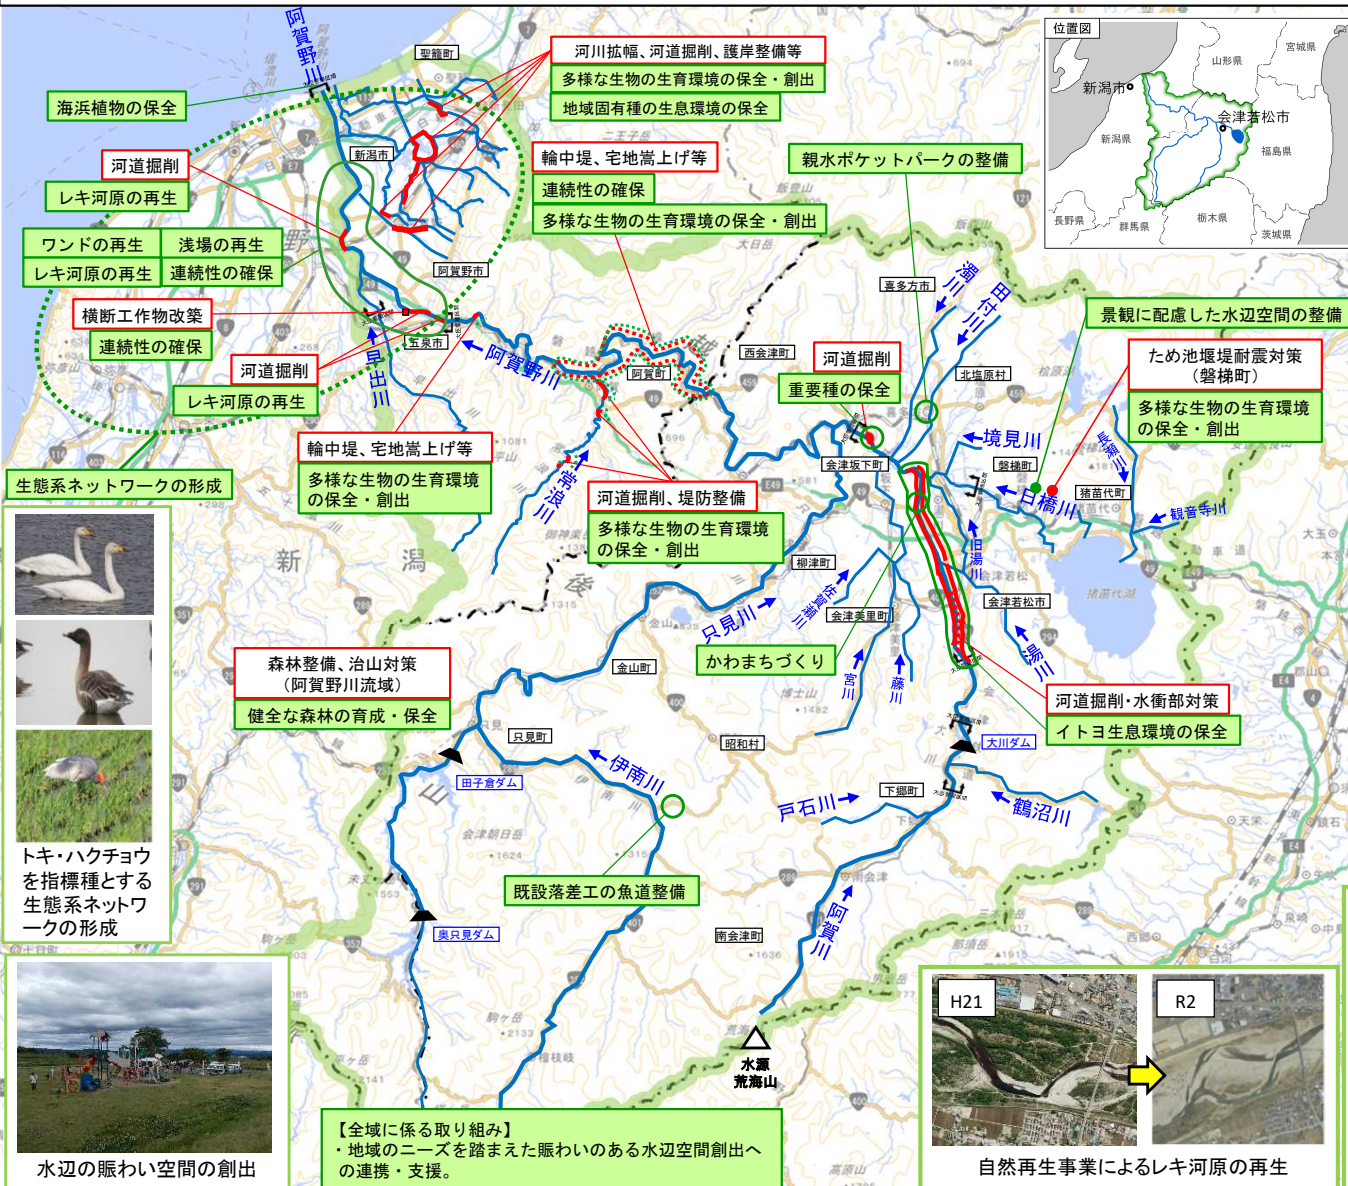 阿賀野川
聖籠町
河川拡幅、河道掘削、護岸整備等
多様な生物の生育環境の保全・創出
地域固有種の生息環境の保全
海浜植物の保全
位置図
新潟市
会津若松市
山形県
宮城県
新潟県
福島県
長野県
群馬県
栃木県
茨城県
新潟市
河道掘削
レキ河原の再生
輪中堤、宅地嵩上げ等
連続性の確保
多様な生物の生育環境の保全・創出
親水ポケットパークの整備
ワンドの再生
浅場の再生
レキ河原の再生
連続性の確保
阿賀野市
濁川
田付川
喜多方市
景観に配慮した水辺空間の整備
横断工作物改築
連続性の確保
五泉市
早出川
阿賀野川
阿賀町
西会津町
河道掘削
重要種の保全
北塩原村
ため池堰堤耐震対策
（磐梯町）
多様な生物の生育環境
の保全・創出
河道掘削
レキ河原の再生
輪中堤、宅地嵩上げ等
多様な生物の生育環境
の保全・創出
生態系ネットワークの形成
常浪川
河道掘削、堤防整備
多様な生物の生育環境
の保全・創出
会津坂下町
境見川
磐梯町
日橋川
長瀬川
猪苗代町
観音寺川
旧湯川
猪苗代湖
新潟
柳津町
佐賀瀬川
只見川
会津美里町
会津若松市
湯川
かわまちづくり
宮川
藤川
森林整備、治山対策
（阿賀野川流域）
健全な森林の育成・保全
金山町
河道掘削・水衝部対策
イトヨ生息環境の保全
只見町
昭和村
大川ダム
田子倉ダム
伊南川
戸石川
下郷町
鶴沼川
トキ・ハクチョウ
を指標種とする
生態系ネットワ
ークの形成
既設落差工の魚道整備
奥只見ダム
南会津町
阿賀川
水源
荒海山
水辺の賑わい空間の創出
【全域に係る取り組み】
・地域のニーズを踏まえた賑わいのある水辺空間創出へ
の連携・支援。
H21
R2
自然再生事業によるレキ河原の再生